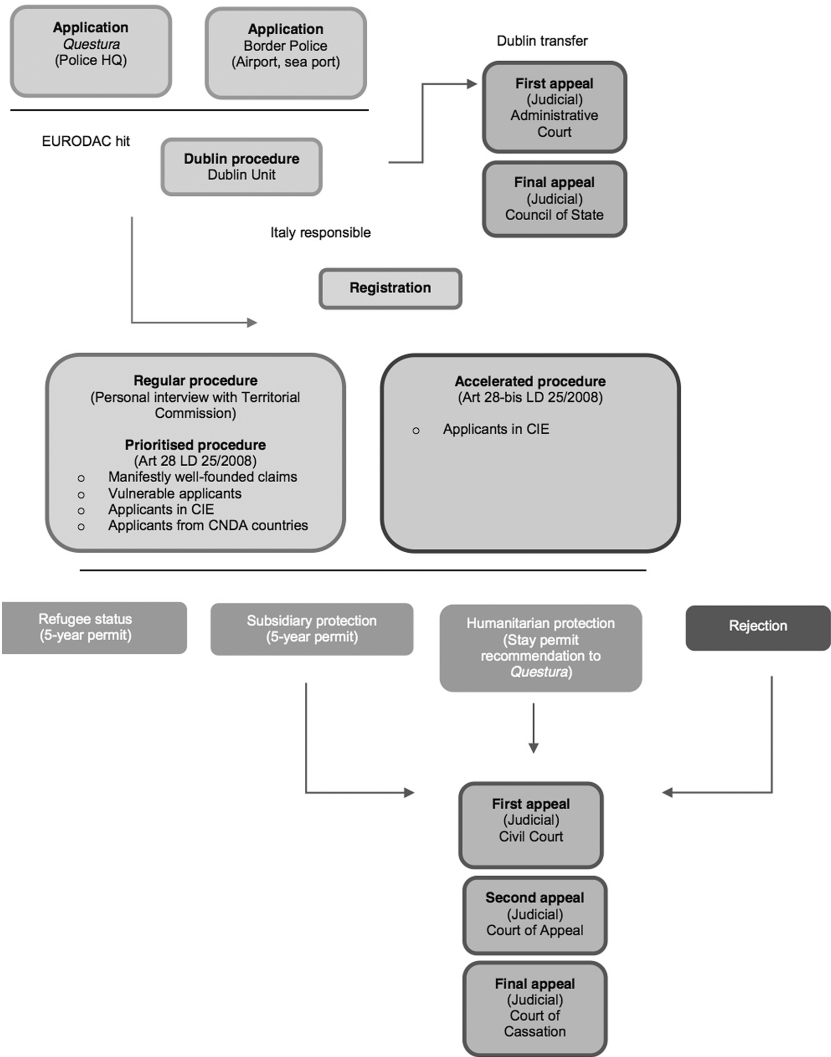 Application
Questura
(Police HQ)
Application
Border Police
(Airport, sea port)
Dublin transfer
First appeal
(Judicial)
Administrative
Court
EURODAC hit
Dublin procedure
Dublin Unit
Final appeal
(Judicial)
Council of State
Italy responsible
Registration
Regular procedure
(Personal interview with Territorial
Commission)
Prioritised procedure
(Art 28 LD 25/2008)
o Manifestly well-founded claims
o Vulnerable applicants
o Applicants in CIE
o Applicants from CNDA countries
Accelerated procedure
(Art 28-bis LD 25/2008)
o Applicants in CIE
Refugee status
(5-year permit)
Subsidiary protection
(5-year permit)
Humanitarian protection
(Stay permit
recommendation to
Questura)
Rejection
First appeal
(Judicial)
Civil Court
Second appeal
(Judicial)
Court of Appeal
Final appeal
(Judicial)
Court of
Cassation